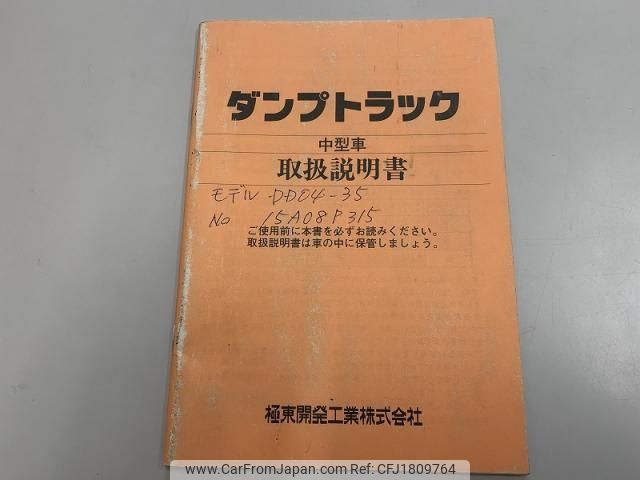 ダンプトラック
中型車
取扱説明書
モデル DD04-35
No 15A08P315
ご使用前に本書を必ずお読みください。
取扱説明書は車の中に保管しましょう。
極東開発工業株式会社
www.CarFromJapan.com - CFJ1809764